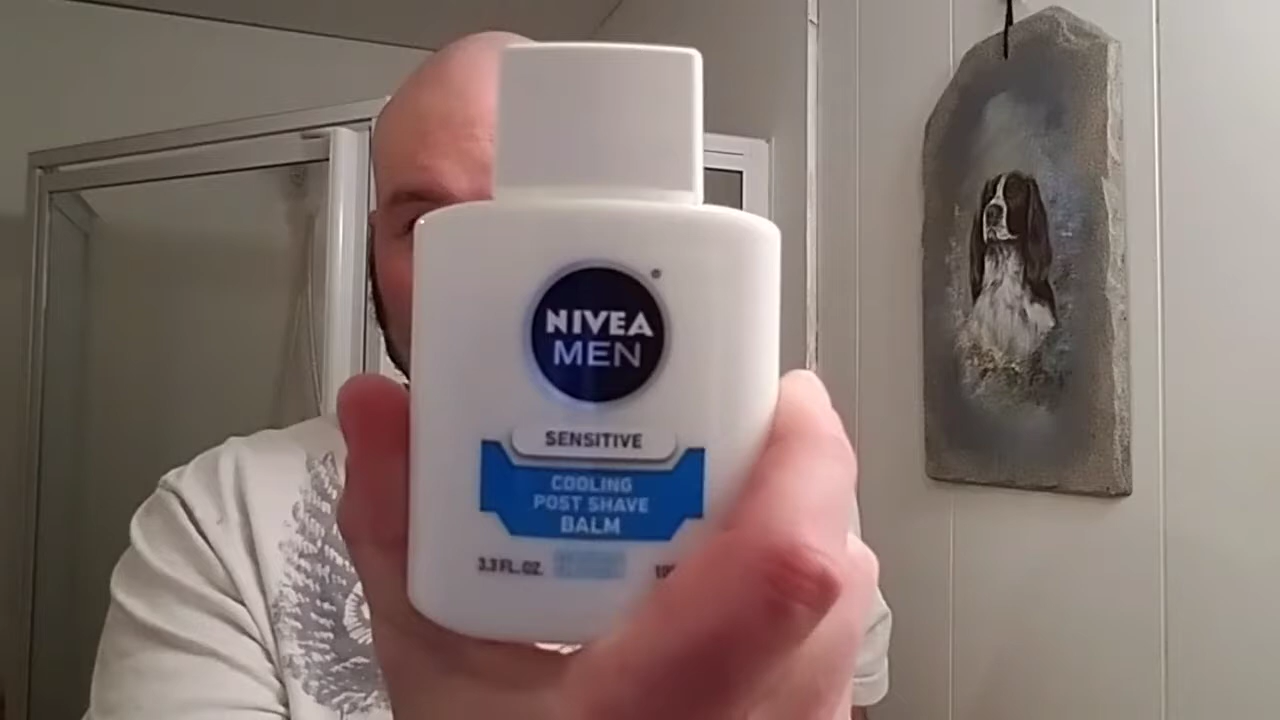 NIVEA
MEN
SENSITIVE
COOLING
POST SHAVE
BALM
3.3 FL. OZ.